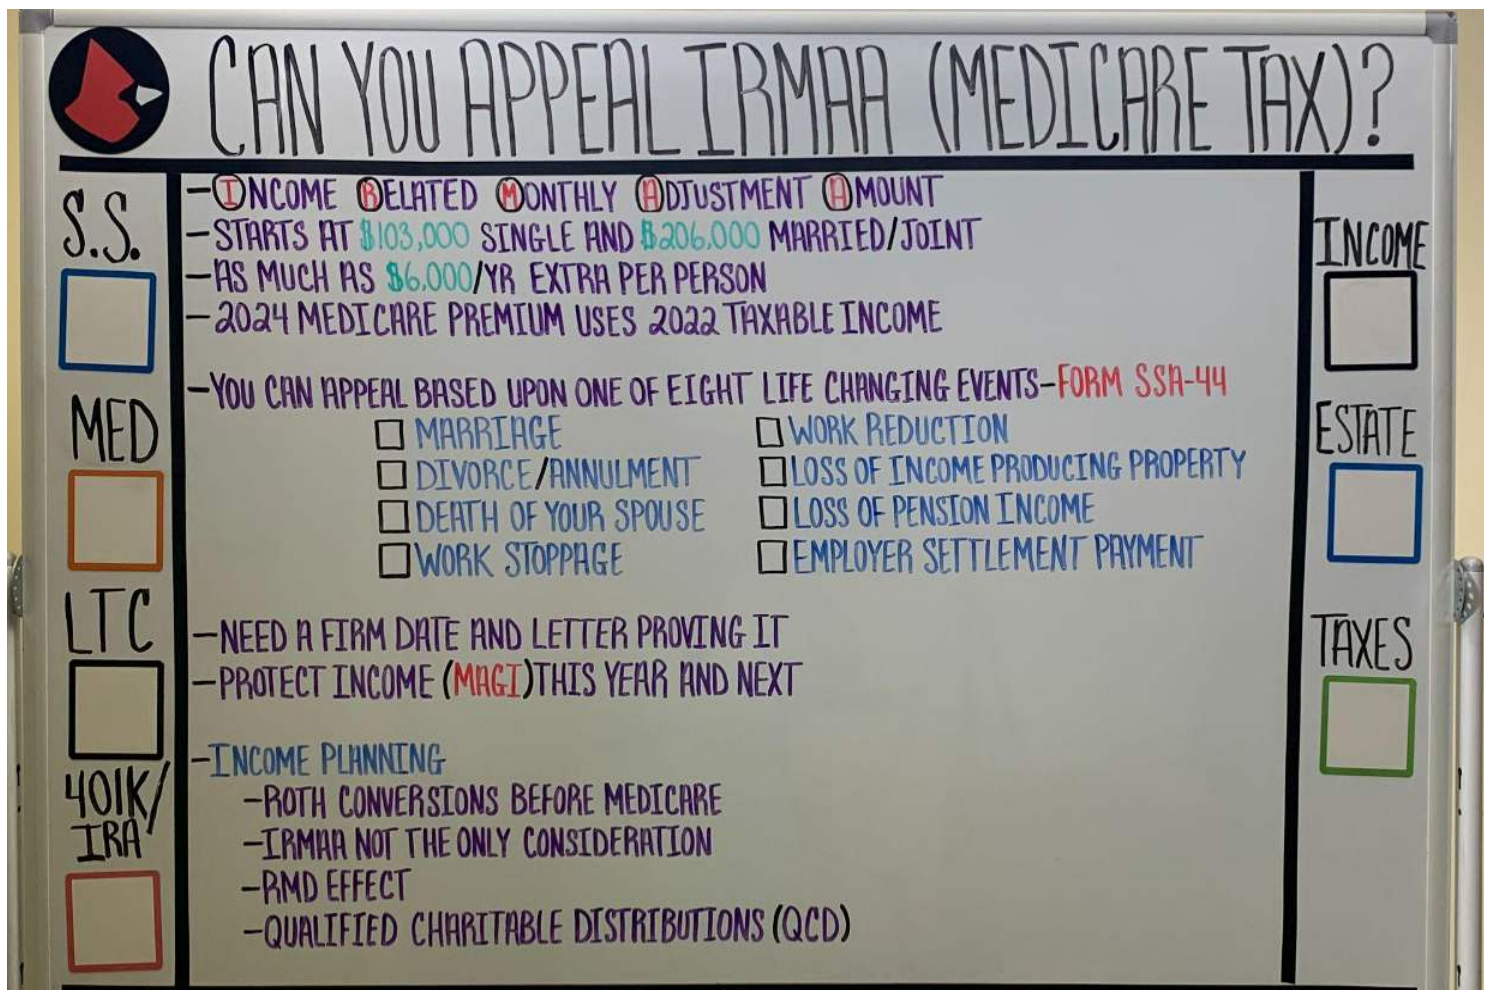 CAN YOU APPEAL IRMAA (MEDICARE TAX)?
S.S.
MED
LTC
401K/
IRA
- INCOME RELATED MONTHLY ADJUSTMENT AMOUNT
- STARTS AT $103,000 SINGLE AND $206,000 MARRIED/JOINT
- AS MUCH AS $6,000/YR EXTRA PER PERSON
- 2024 MEDICARE PREMIUM USES 2022 TAXABLE INCOME
- YOU CAN APPEAL BASED UPON ONE OF EIGHT LIFE CHANGING EVENTS - FORM SSA-44
MARRIAGE
DIVORCE/ANNULMENT
DEATH OF YOUR SPOUSE
WORK STOPPAGE
WORK REDUCTION
LOSS OF INCOME PRODUCING PROPERTY
LOSS OF PENSION INCOME
EMPLOYER SETTLEMENT PAYMENT
- NEED A FIRM DATE AND LETTER PROVING IT
- PROTECT INCOME (MAGI) THIS YEAR AND NEXT
- INCOME PLANNING
- ROTH CONVERSIONS BEFORE MEDICARE
- IRMAA NOT THE ONLY CONSIDERATION
- RMD EFFECT
- QUALIFIED CHARITABLE DISTRIBUTIONS (QCD)
INCOME
ESTATE
TAXES